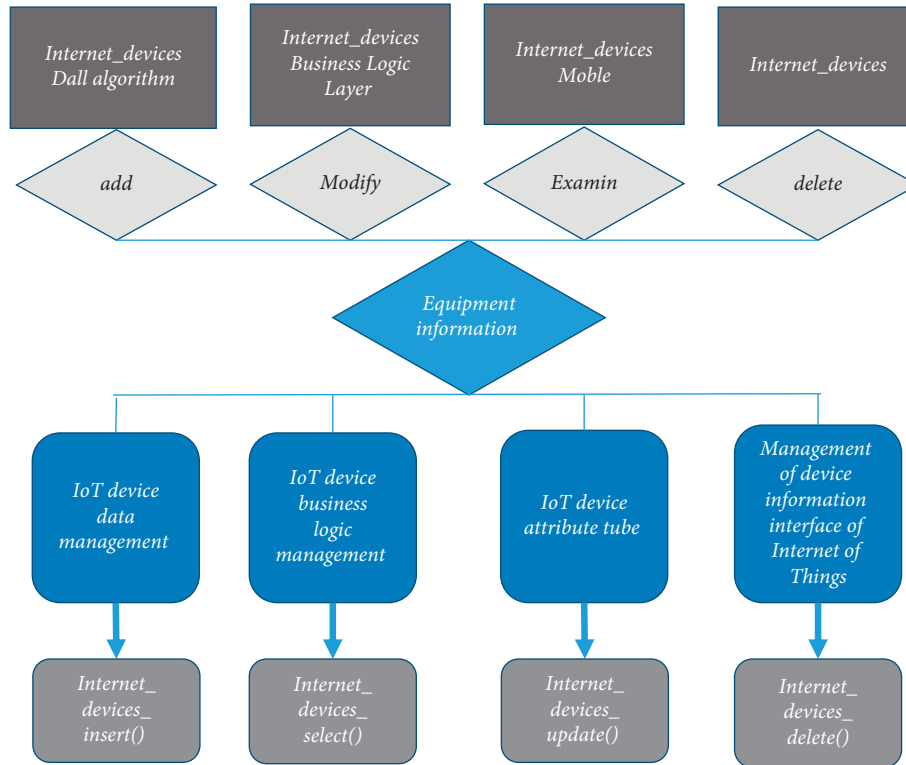 Internet_devices
Dall algorithm
Internet_devices
Business Logic
Layer
Internet_devices
Moble
Internet_devices
add
Modify
Examin
delete
Equipment
information
IoT device
data
management
IoT device
business
logic
management
IoT device
attribute tube
Management
of device
information
interface of
Internet of
Things
Internet_
devices_
insert()
Internet_
devices_
select()
Internet_
devices_
update()
Internet_
devices_
delete()